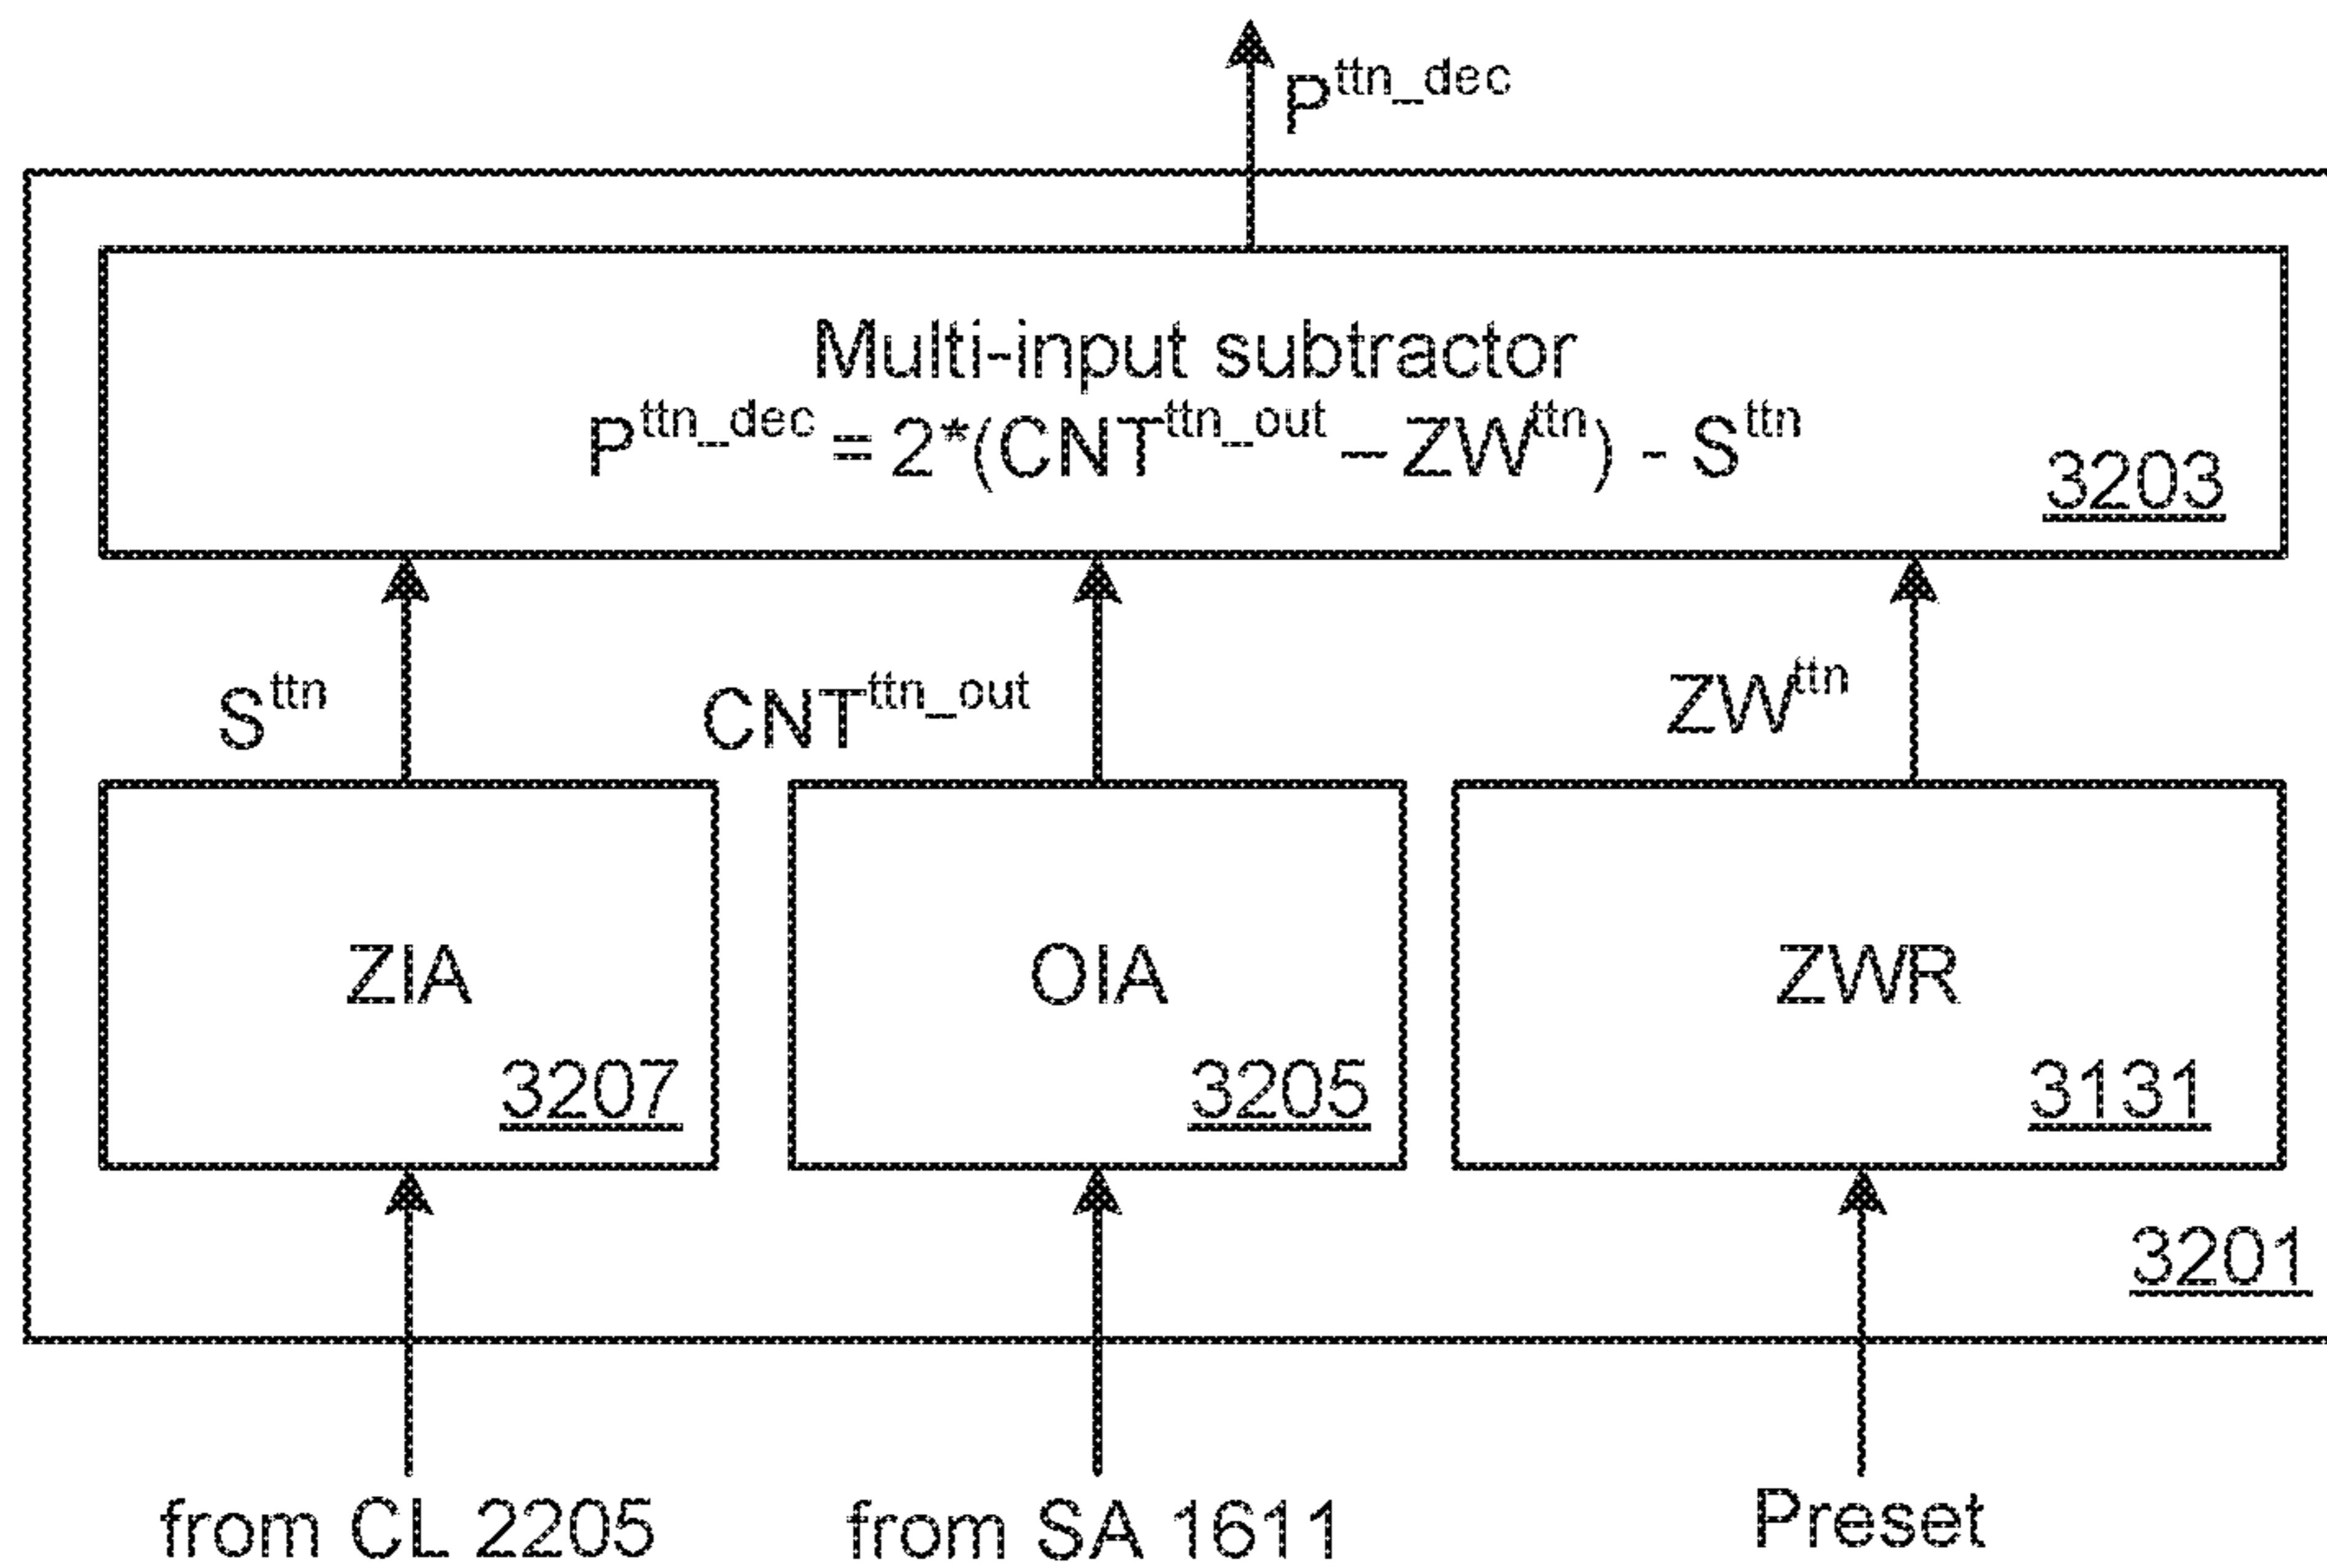 P^ttn_dec
Multi-input subtractor
P^ttn_dec = 2*(CNT^ttn_out – ZW^ttn) - S^ttn
3203
S^ttn CNT^ttn_out ZW^ttn
ZIA OIA ZWR
3207 3205 3131
3201
from CL 2205 from SA 1611 Preset